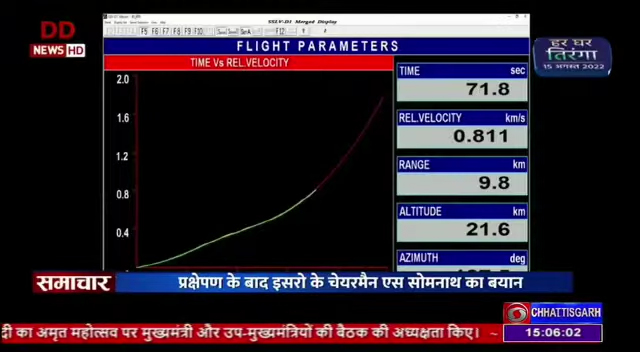 SSLV-D1 Merged Display
F5 F6 F7 F8 F9 F10
F12
DD
NEWS HD
FLIGHT PARAMETERS
हर घर
तिरंगा
15 अगस्त 2022
TIME Vs REL.VELOCITY
2.0
1.6
1.2
0.8
0.4
TIME sec
71.8
REL.VELOCITY km/s
0.811
RANGE km
9.8
ALTITUDE km
21.6
AZIMUTH deg
समाचार
प्रक्षेपण के बाद इसरो के चेयरमैन एस सोमनाथ का बयान
CHHATTISGARH
दी का अमृत महोत्सव पर मुख्यमंत्री और उप-मुख्यमंत्रियों की बैठक की अध्यक्षता किए। ~
15:06:02